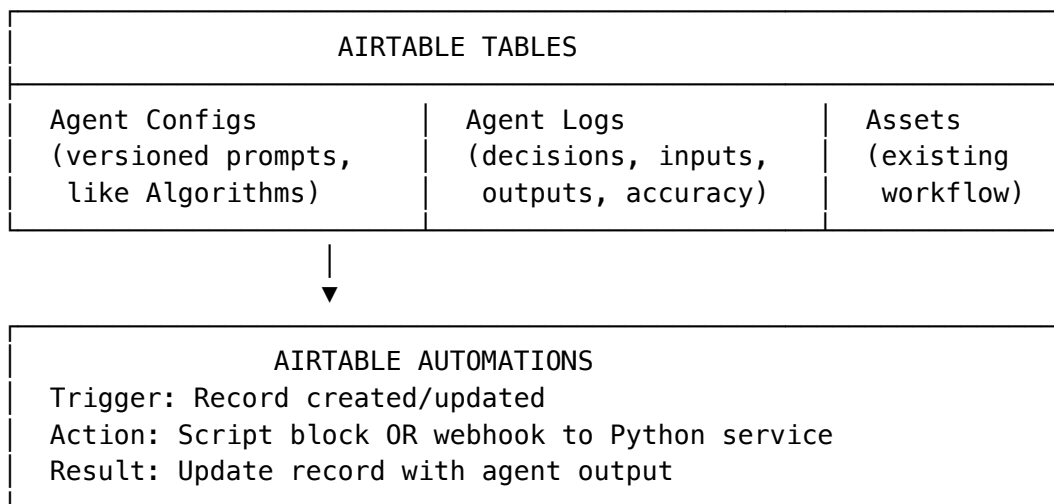 AIRTABLE TABLES
Agent Configs │ Agent Logs │ Assets
(versioned prompts, │ (decisions, inputs, │ (existing
like Algorithms) │ outputs, accuracy) │ workflow)
AIRTABLE AUTOMATIONS
Trigger: Record created/updated
Action: Script block OR webhook to Python service
Result: Update record with agent output